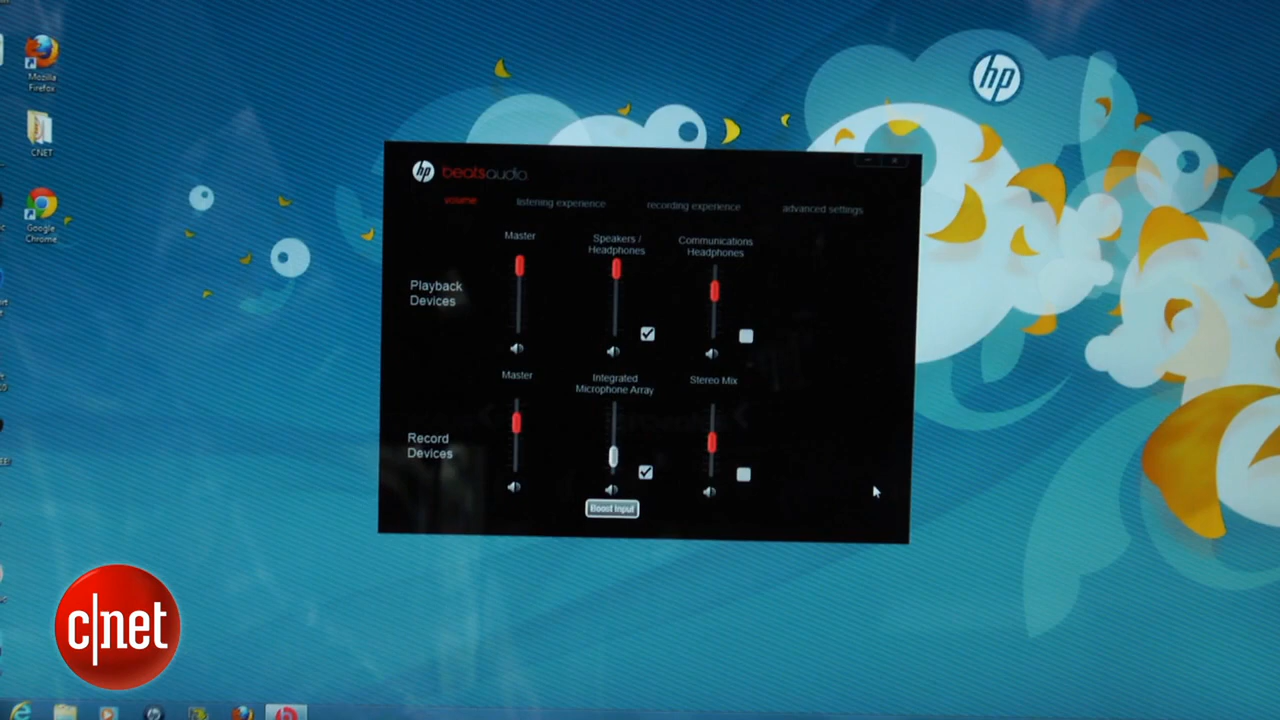 Mozilla
Firefox
CNET
Google
Chrome
hp
hp beatsaudio
volume
listening experience
recording experience
advanced settings
Playback
Devices
Master
Speakers /
Headphones
Communications
Headphones
Record
Devices
Master
Integrated
Microphone Array
Stereo Mix
Boost Input
c|net